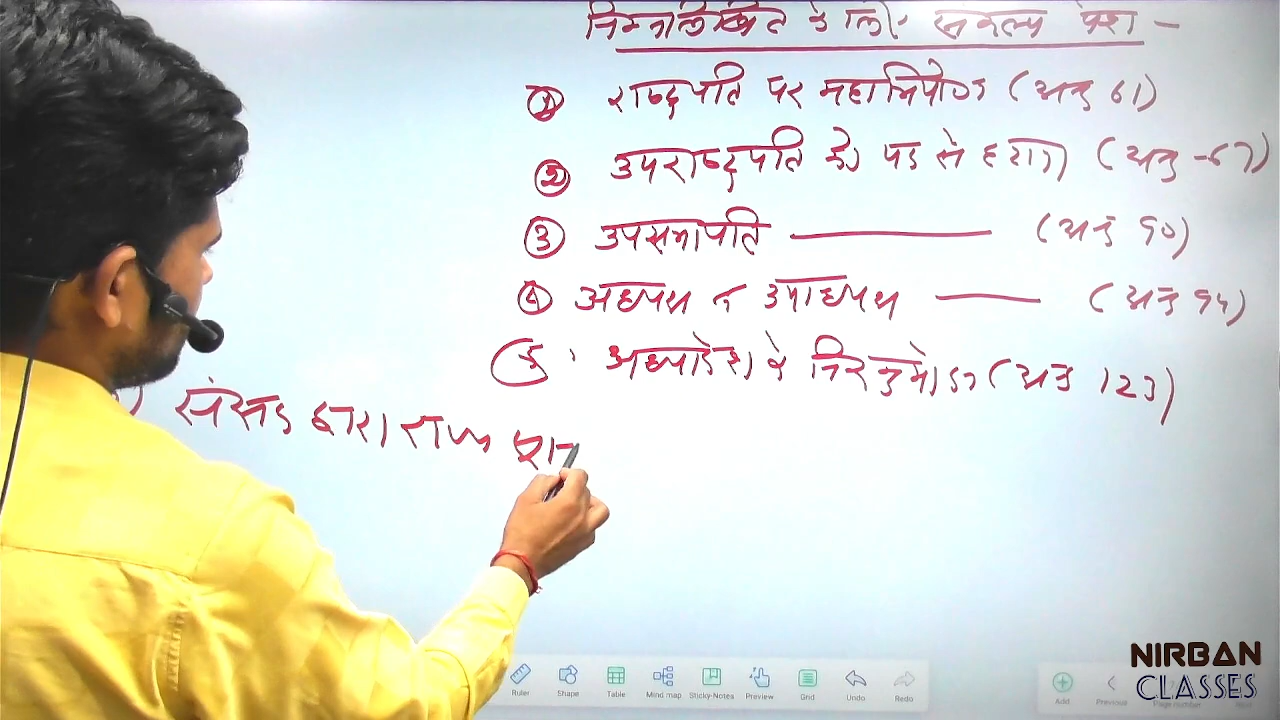 निम्नलिखित के लिए संकल्प पेश -
① राष्ट्रपति पर महाभियोग (अनु 61)
② उपराष्ट्रपति को पद से हटाना (अनु -67)
③ उपसभापति —— (अनु 90)
④ अध्यक्ष व उपाध्यक्ष —— (अनु 94)
5 अध्यादेश के निरनुमोदन (अनु 123)
संसद द्वारा राज्य
Ruler Shape Table Mind map Sticky-Notes Preview Grid Undo Redo Add Previous Page number
NIRBAN
CLASSES